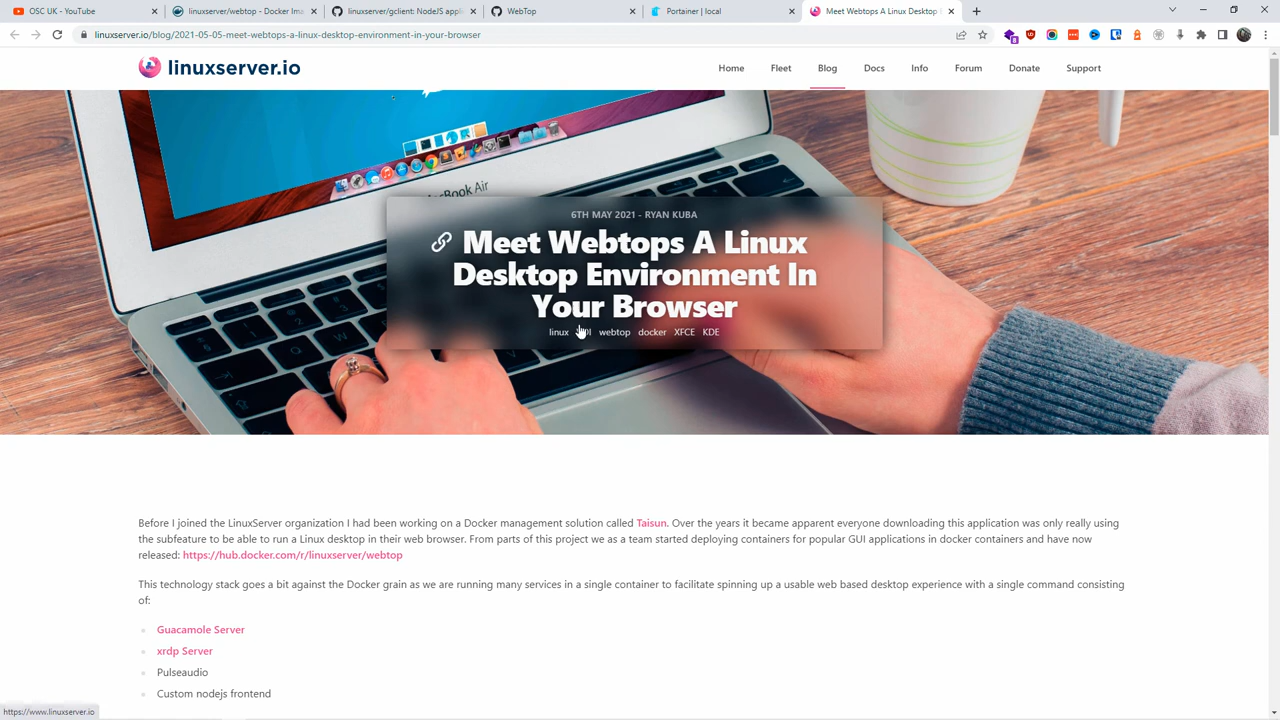 OSC UK - YouTube
linuxserver/webtop - Docker Ima
linuxserver/gclient: NodeJS appli
WebTop
Portainer | local
Meet Webtops A Linux Desktop
linuxserver.io/blog/2021-05-05-meet-webtops-a-linux-desktop-environment-in-your-browser
linuxserver.io
Home
Fleet
Blog
Docs
Info
Forum
Donate
Support
MacBook Air
6TH MAY 2021 - RYAN KUBA
Meet Webtops A Linux
Desktop Environment In
Your Browser
linux webtop docker XFCE KDE
Before I joined the LinuxServer organization I had been working on a Docker management solution called Taisun. Over the years it became apparent everyone downloading this application was only really using
the subfeature to be able to run a Linux desktop in their web browser. From parts of this project we as a team started deploying containers for popular GUI applications in docker containers and have now
released: https://hub.docker.com/r/linuxserver/webtop
This technology stack goes a bit against the Docker grain as we are running many services in a single container to facilitate spinning up a usable web based desktop experience with a single command consisting
of:
Guacamole Server
xrdp Server
Pulseaudio
Custom nodejs frontend
https://www.linuxserver.io